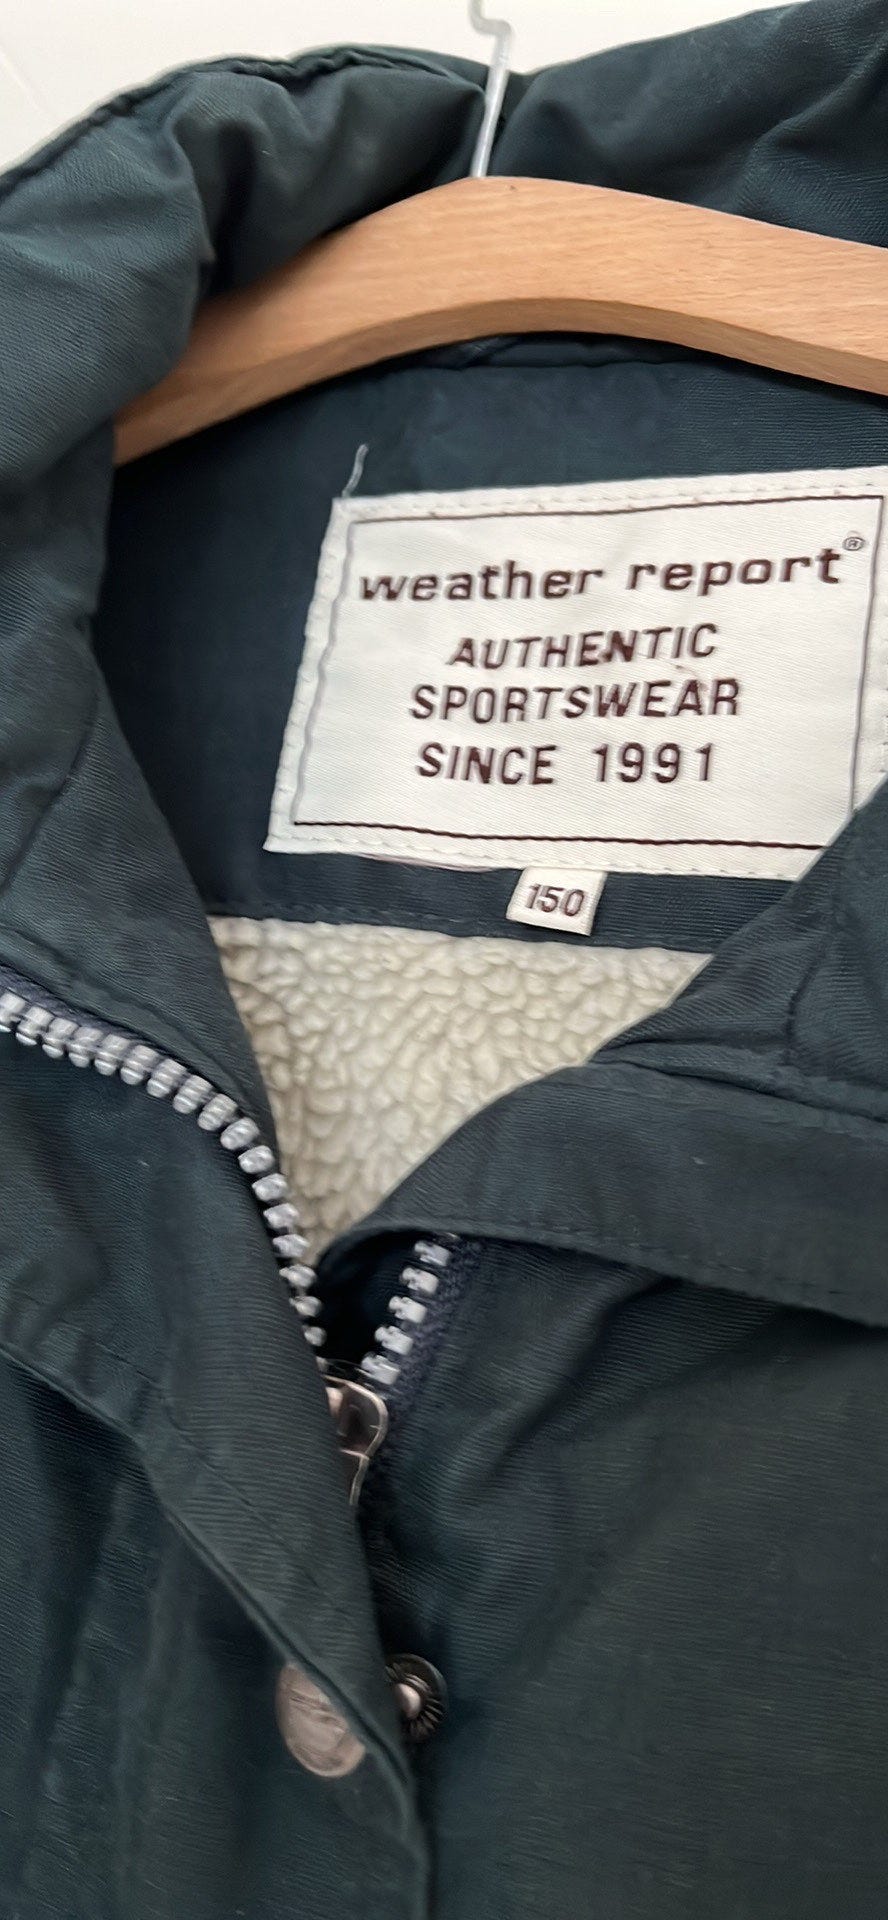 weather report®
AUTHENTIC
SPORTSWEAR
SINCE 1991
150